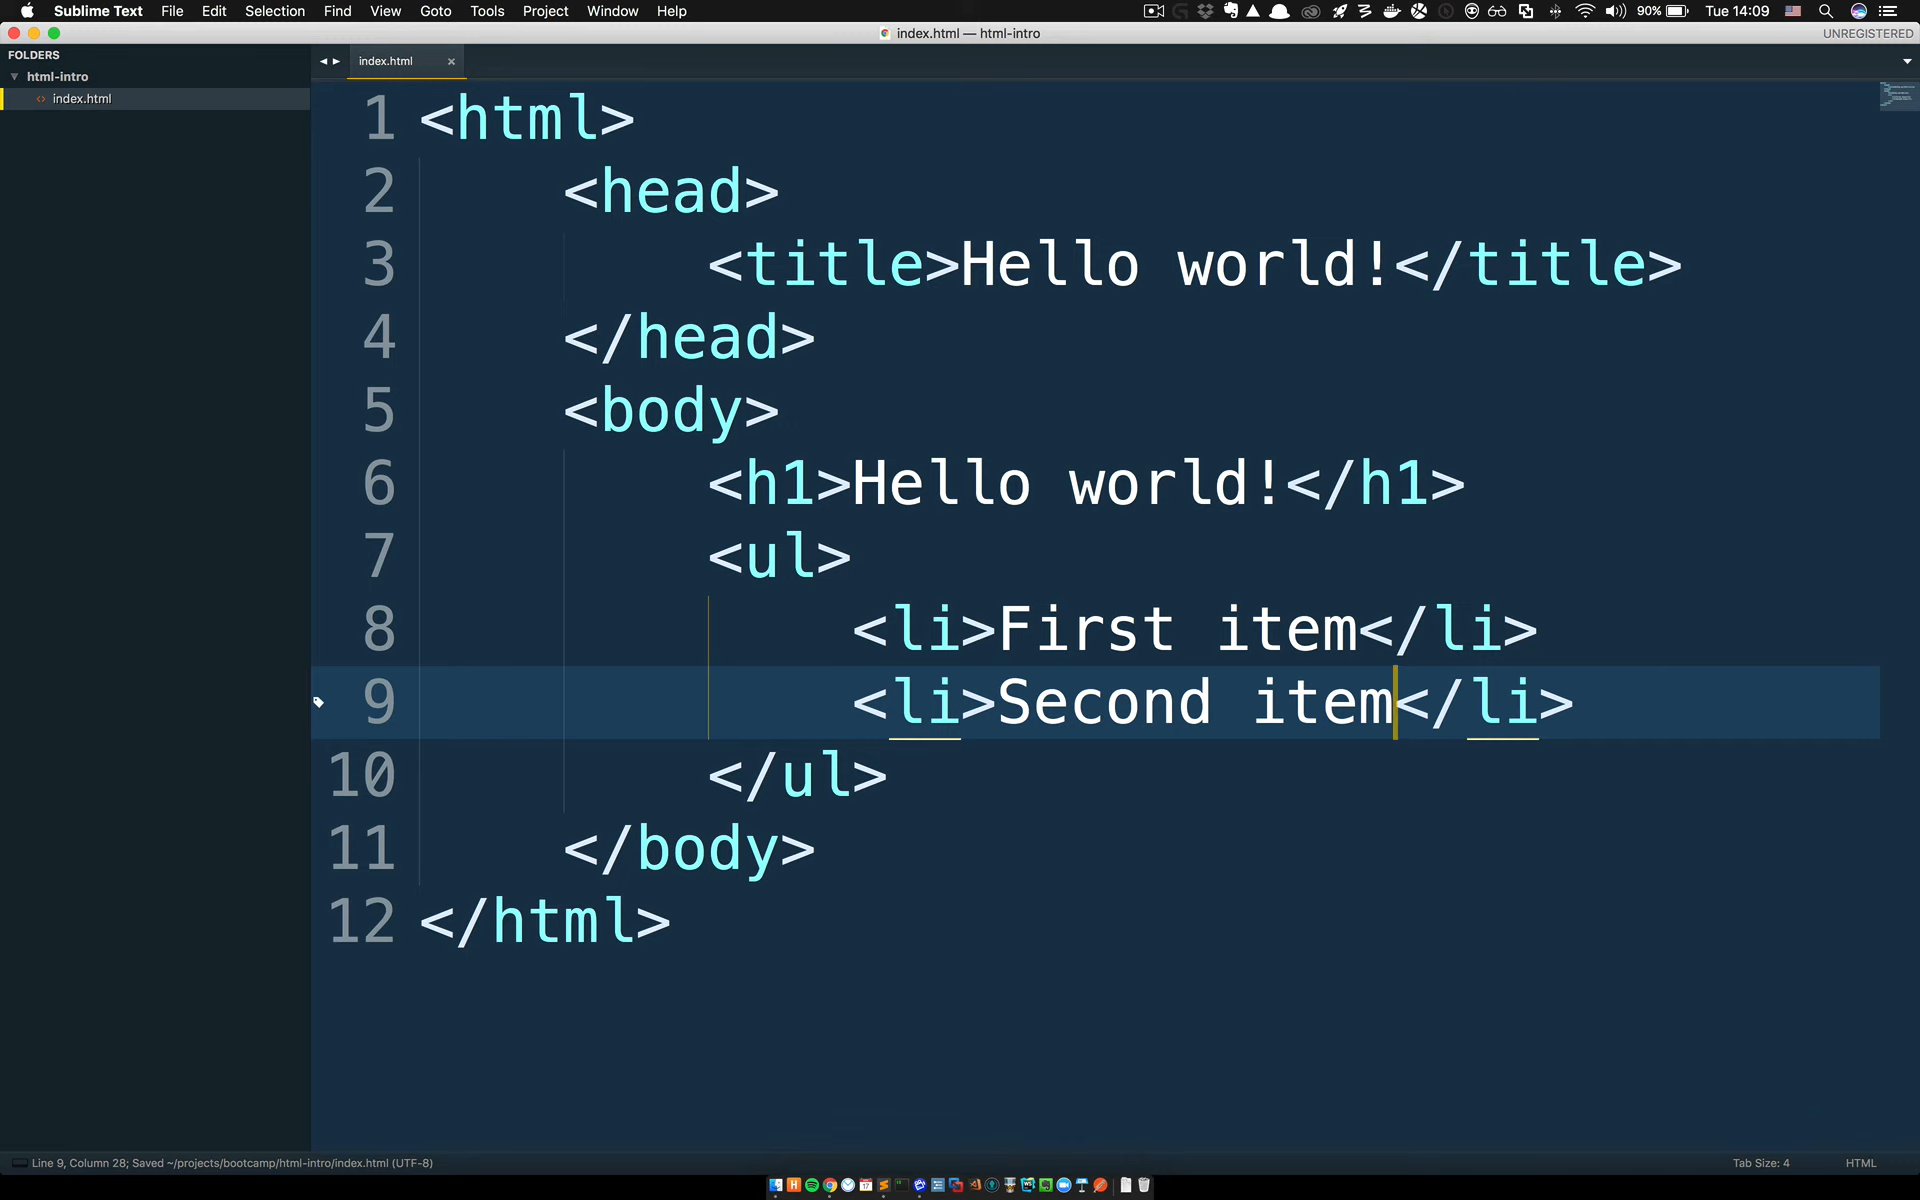 Sublime Text File Edit Selection Find View Goto Tools Project Window Help 90% Tue 14:09
index.html — html-intro UNREGISTERED
FOLDERS
html-intro
<> index.html
index.html ×
1 <html>
2 <head>
3 <title>Hello world!</title>
4 </head>
5 <body>
6 <h1>Hello world!</h1>
7 <ul>
8 <li>First item</li>
9 <li>Second item</li>
10 </ul>
11 </body>
12 </html>
Line 9, Column 28; Saved ~/projects/bootcamp/html-intro/index.html (UTF-8) Tab Size: 4 HTML